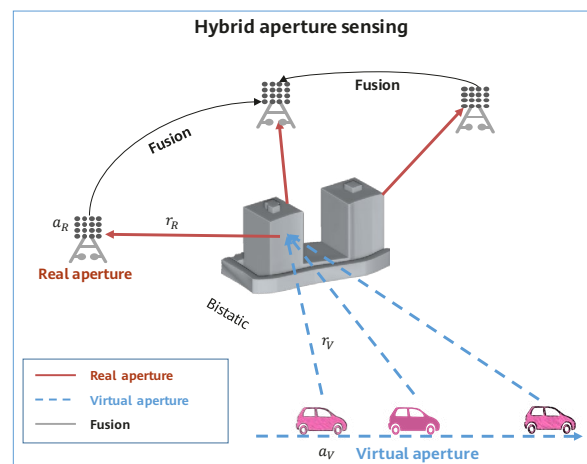 Hybrid aperture sensing
Fusion
Fusion
a_R
r_R
Real aperture
Bistatic
r_V
Real aperture
Virtual aperture
Fusion
a_V
Virtual aperture